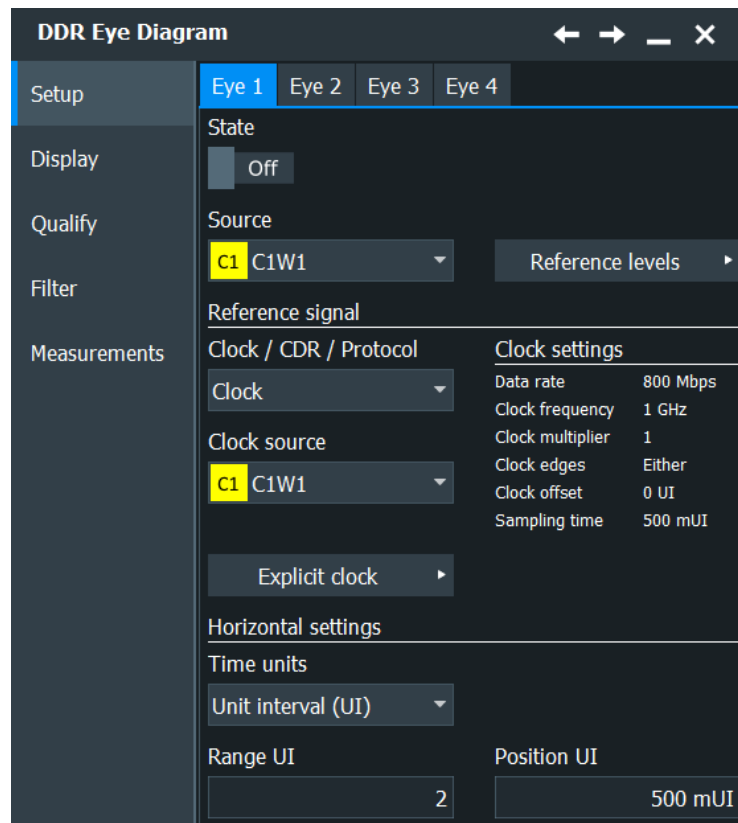 DDR Eye Diagram
Setup
Display
Qualify
Filter
Measurements
Eye 1 Eye 2 Eye 3 Eye 4
State
Off
Source
C1 C1W1
Reference levels
Reference signal
Clock / CDR / Protocol
Clock
Clock source
C1 C1W1
Explicit clock
Clock settings
Data rate 800 Mbps
Clock frequency 1 GHz
Clock multiplier 1
Clock edges Either
Clock offset 0 UI
Sampling time 500 mUI
Horizontal settings
Time units
Unit interval (UI)
Range UI
2
Position UI
500 mUI